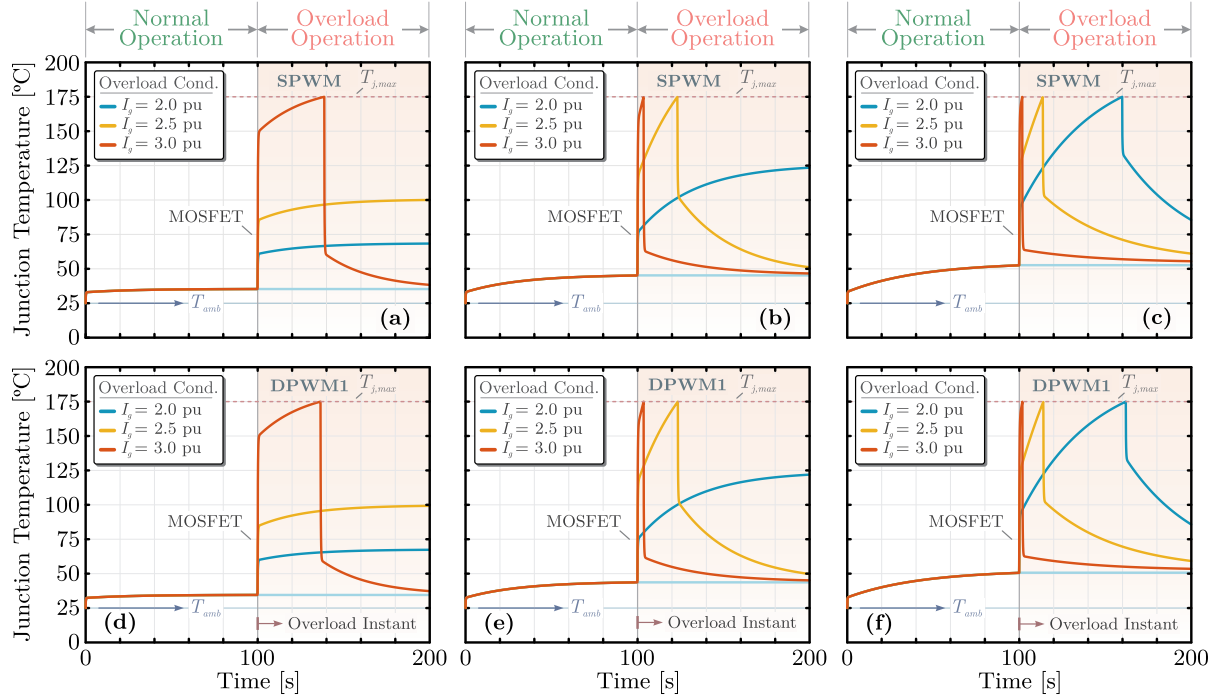 Normal Operation
Overload Operation
Normal Operation
Overload Operation
Normal Operation
Overload Operation
Junction Temperature [ºC]
200
175
150
125
100
75
50
25
0
Overload Cond.
I_g = 2.0 pu
I_g = 2.5 pu
I_g = 3.0 pu
SPWM
T_j,max
MOSFET
T_amb
(a)
Overload Cond.
I_g = 2.0 pu
I_g = 2.5 pu
I_g = 3.0 pu
SPWM
T_j,max
MOSFET
T_amb
(b)
Overload Cond.
I_g = 2.0 pu
I_g = 2.5 pu
I_g = 3.0 pu
SPWM
T_j,max
MOSFET
T_amb
(c)
Junction Temperature [ºC]
200
175
150
125
100
75
50
25
0
Overload Cond.
I_g = 2.0 pu
I_g = 2.5 pu
I_g = 3.0 pu
DPWM1
T_j,max
MOSFET
T_amb
(d)
Overload Instant
0
100
200
Time [s]
Overload Cond.
I_g = 2.0 pu
I_g = 2.5 pu
I_g = 3.0 pu
DPWM1
T_j,max
MOSFET
T_amb
(e)
Overload Instant
0
100
200
Time [s]
Overload Cond.
I_g = 2.0 pu
I_g = 2.5 pu
I_g = 3.0 pu
DPWM1
T_j,max
MOSFET
T_amb
(f)
Overload Instant
0
100
200
Time [s]